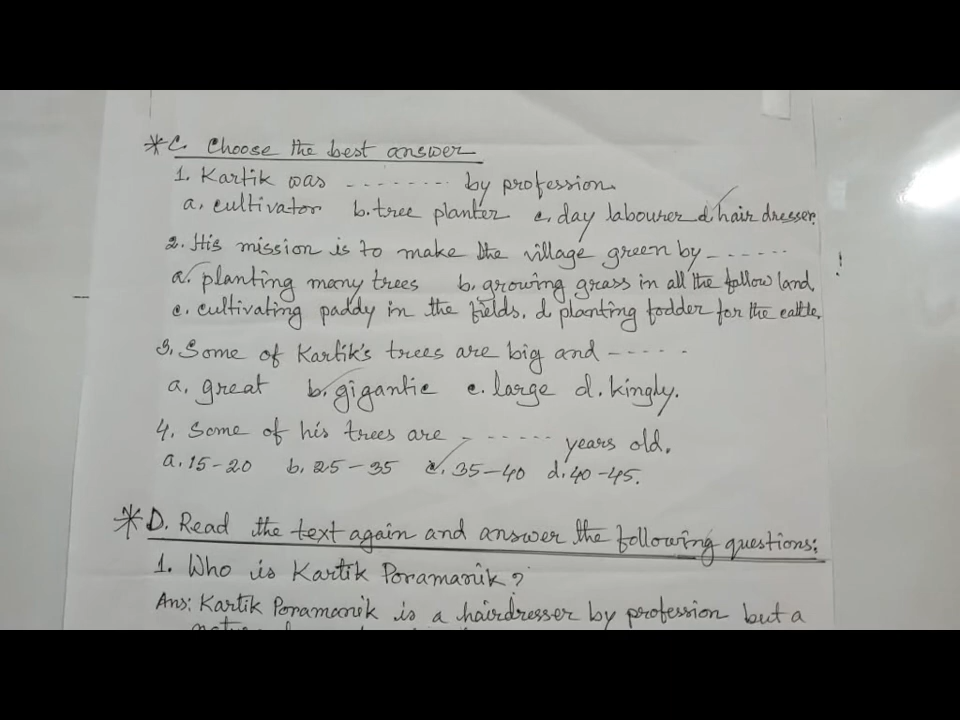 *C. Choose the best answer
1. Kartik was -------- by profession.
a. cultivator b. tree planter c. day labourer d. hair dresser.
2. His mission is to make the village green by ------
a. planting many trees b. growing grass in all the fallow land
c. cultivating paddy in the fields. d planting fodder for the cattle.
3. Some of Kartik's trees are big and -----
a. great b. gigantic c. large d. kingly.
4. Some of his trees are ------ years old.
a. 15-20 b. 25-35 c. 35-40 d. 40-45.
*D. Read the text again and answer the following questions:
1. Who is Kartik Poramanik?
Ans: Kartik Poramanik is a hairdresser by profession but a